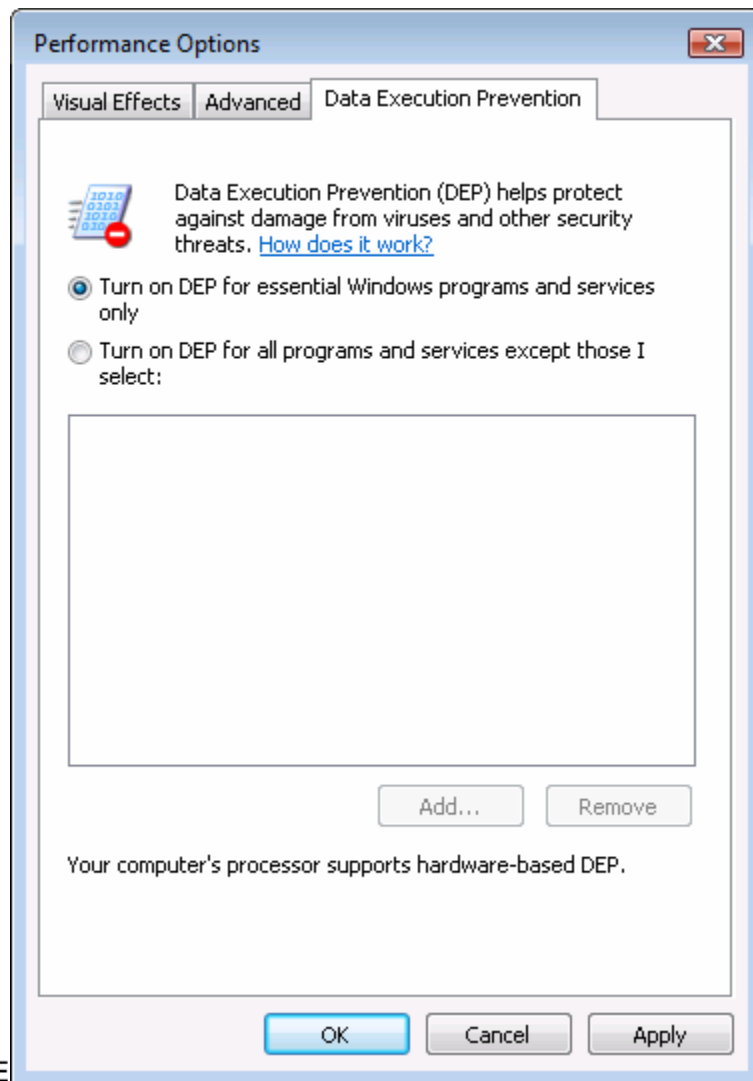 Performance Options
Visual Effects
Advanced
Data Execution Prevention
Data Execution Prevention (DEP) helps protect
against damage from viruses and other security
threats. How does it work?
Turn on DEP for essential Windows programs and services
only
Turn on DEP for all programs and services except those I
select:
Add...
Remove
Your computer's processor supports hardware-based DEP.
OK
Cancel
Apply